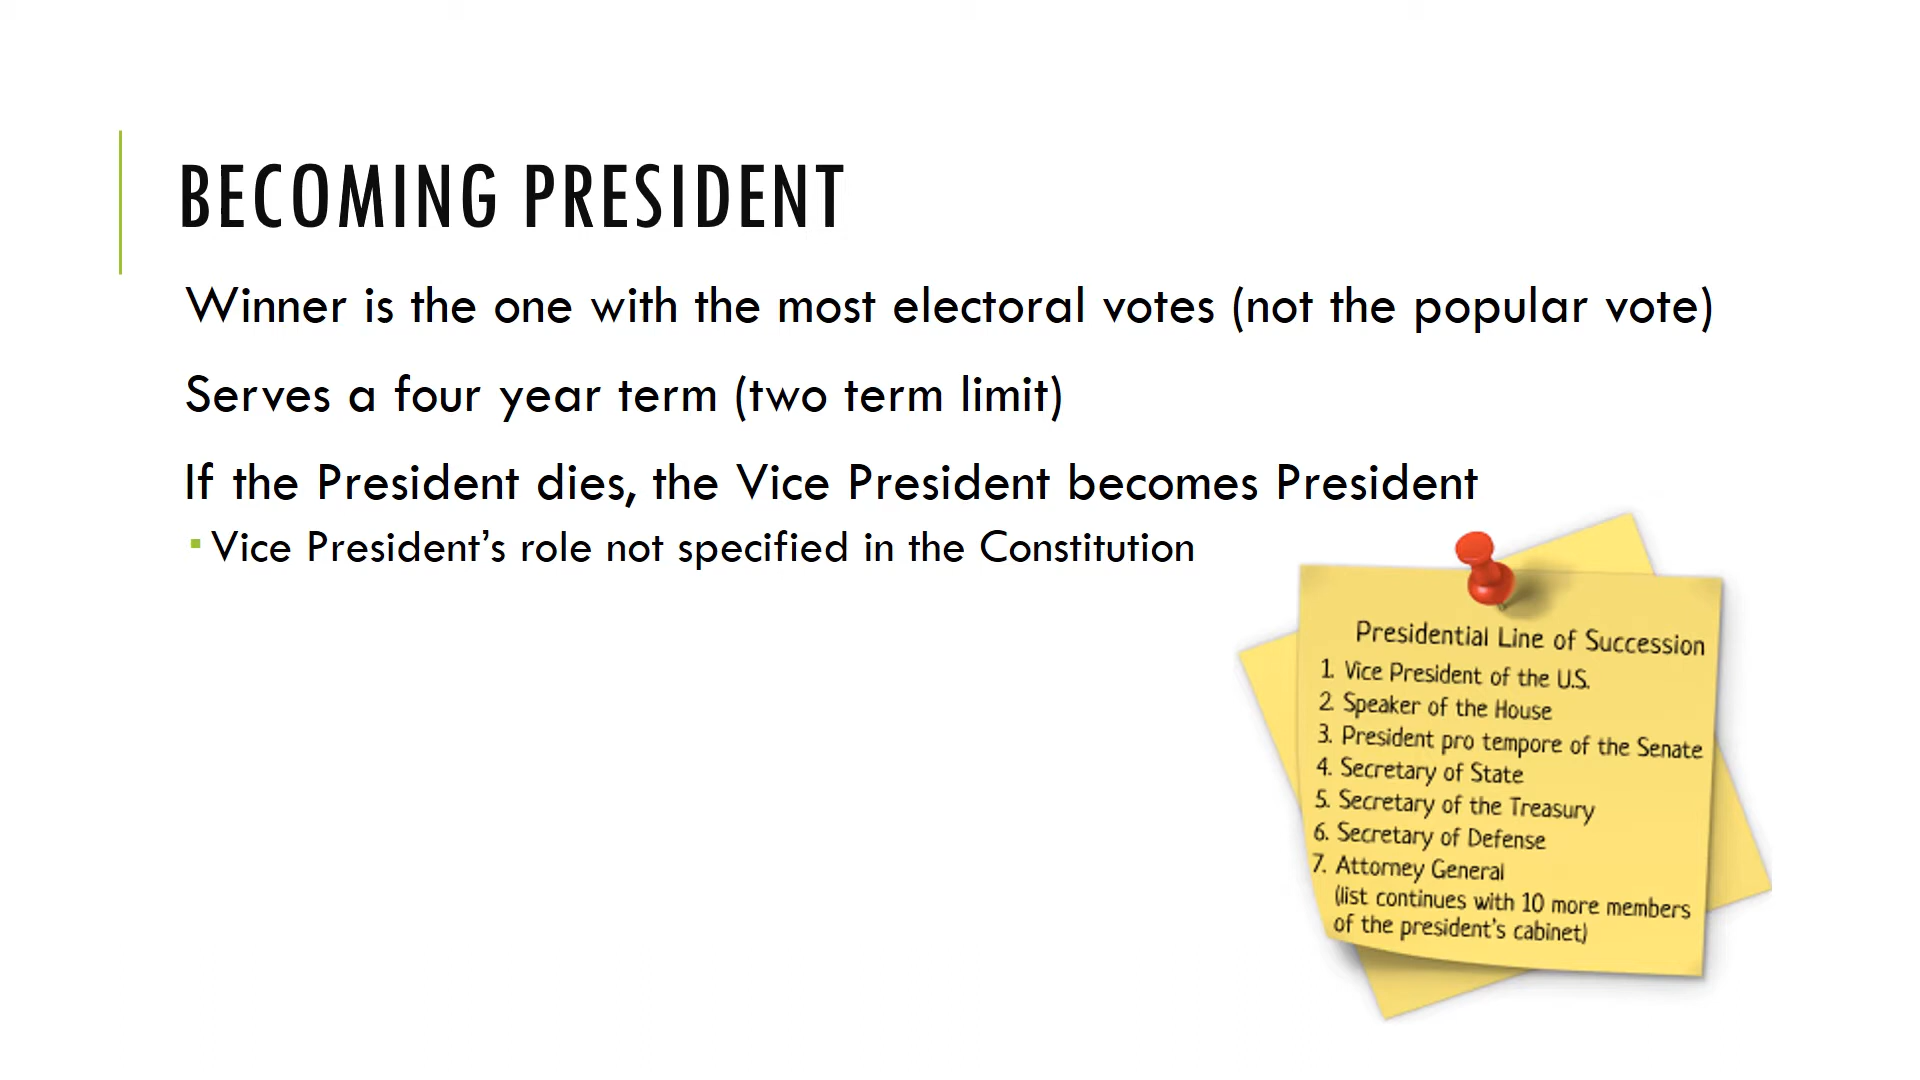 BECOMING PRESIDENT
Winner is the one with the most electoral votes (not the popular vote)
Serves a four year term (two term limit)
If the President dies, the Vice President becomes President
Vice President’s role not specified in the Constitution
Presidential Line of Succession
1. Vice President of the U.S.
2. Speaker of the House
3. President pro tempore of the Senate
4. Secretary of State
5. Secretary of the Treasury
6. Secretary of Defense
7. Attorney General
(list continues with 10 more members
of the president's cabinet)